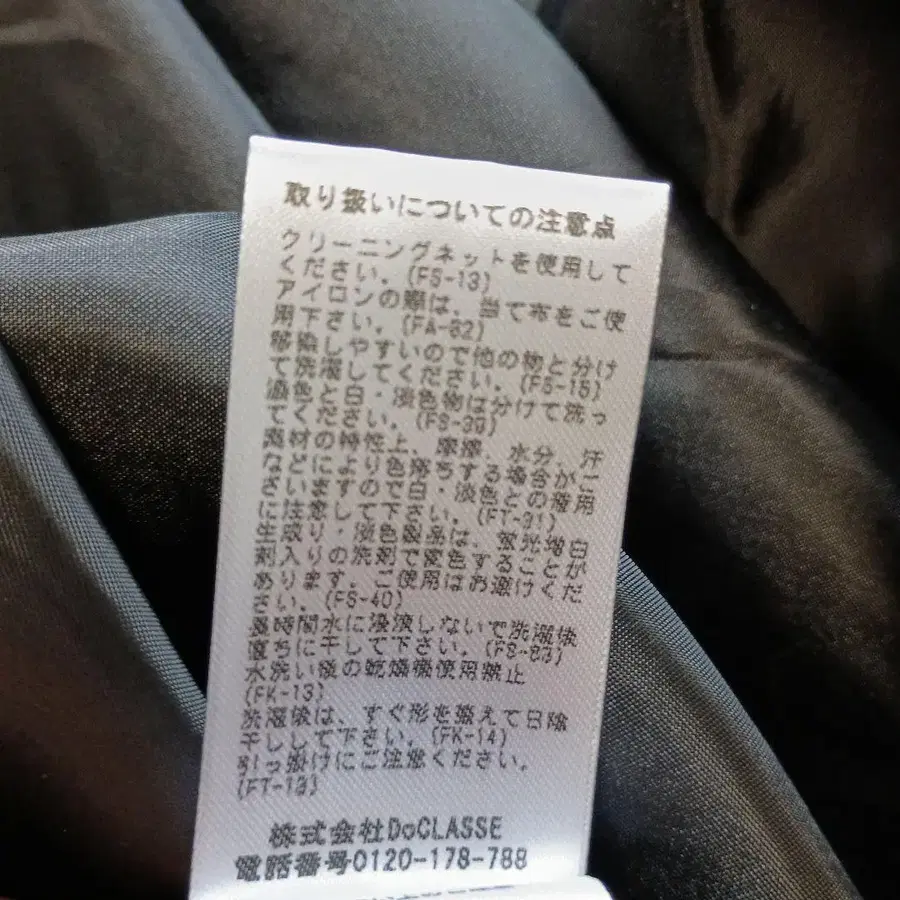 取り扱いについての注意点
クリーニングネットを使用して
ください。(FS-13)
アイロンの際は、当て布をご使
用下さい。(FA-82)
移染しやすいので他の物と分け
て洗濯してください。(FS-15)
濃色と白・淡色物は分けて洗っ
てください。(FS-39)
素材の特性上、摩擦、水分、汗
などにより色落ちする場合がご
ざいますので白・淡色との着用
に注意して下さい。(FT-31)
生成り・淡色製品は、蛍光増白
剤入りの洗剤で変色することが
あります。ご使用はお避けくだ
さい。(FS-40)
長時間水に浸漬しないで洗濯後
直ちに干して下さい。(FS-83)
水洗い後の乾燥機使用禁止
(FK-13)
洗濯後は、すぐ形を整えて日陰
干しして下さい。(FK-14)
引っ掛けにご注意ください。
(FT-13)
株式会社DoCLASSE
電話番号0120-178-788